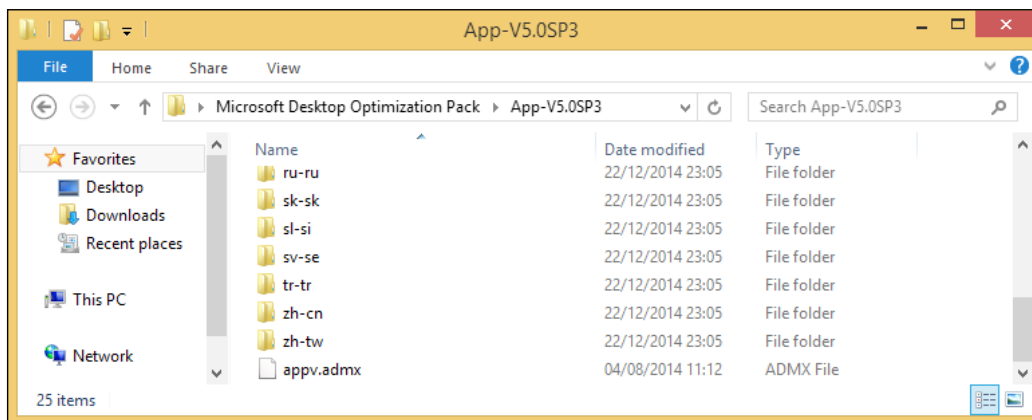 App-V5.0SP3
File Home Share View
Microsoft Desktop Optimization Pack App-V5.0SP3 Search App-V5.0SP3
Favorites
Desktop
Downloads
Recent places
This PC
Network
Name Date modified Type
ru-ru 22/12/2014 23:05 File folder
sk-sk 22/12/2014 23:05 File folder
sl-si 22/12/2014 23:05 File folder
sv-se 22/12/2014 23:05 File folder
tr-tr 22/12/2014 23:05 File folder
zh-cn 22/12/2014 23:05 File folder
zh-tw 22/12/2014 23:05 File folder
appv.admx 04/08/2014 11:12 ADMX File
25 items